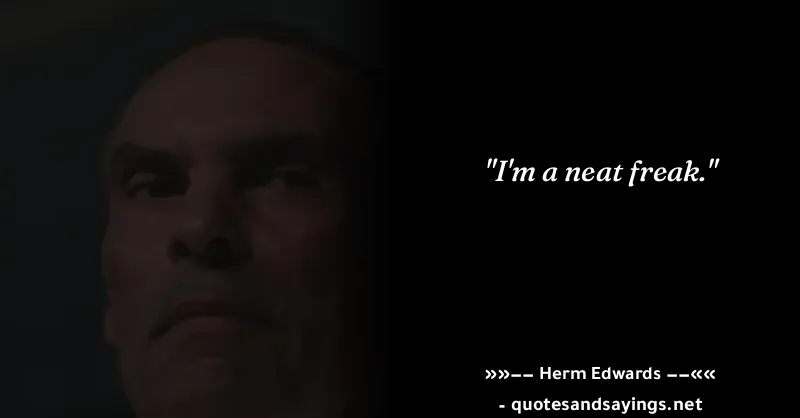 "I'm a neat freak."
»»—— Herm Edwards ——««
- quotesandsayings.net